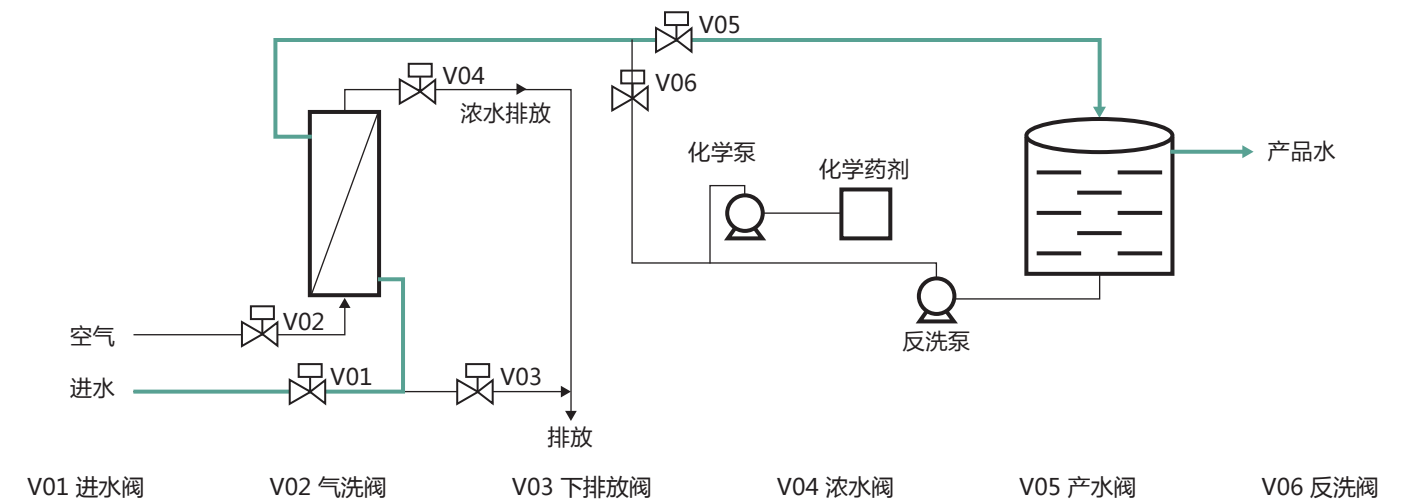 V05
V04
V06
浓水排放
化学泵
化学药剂
产品水
V02
空气
反洗泵
V01
V03
进水
排放
V01 进水阀
V02 气洗阀
V03 下排放阀
V04 浓水阀
V05 产水阀
V06 反洗阀